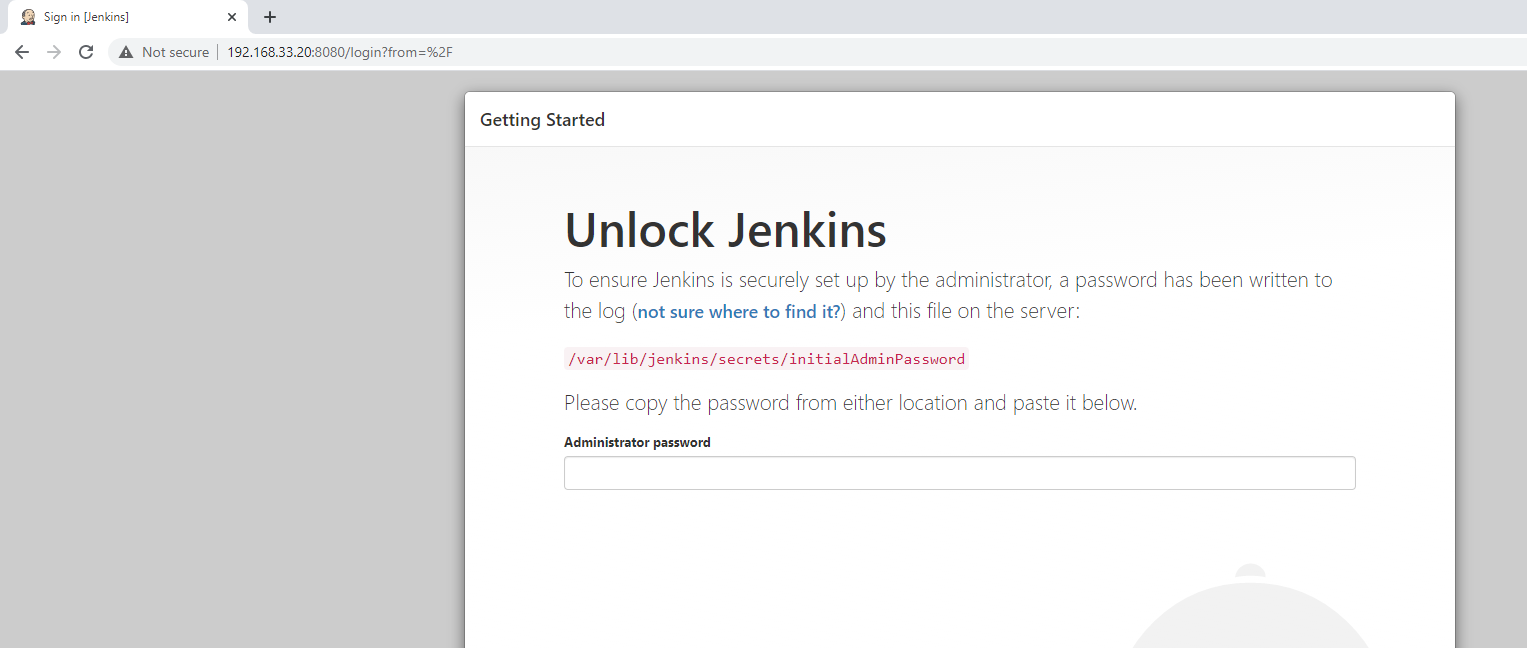 Sign in [Jenkins]
Not secure
192.168.33.20:8080/login?from=%2F
Getting Started
Unlock Jenkins
To ensure Jenkins is securely set up by the administrator, a password has been written to
the log (not sure where to find it?) and this file on the server:
/var/lib/jenkins/secrets/initialAdminPassword
Please copy the password from either location and paste it below.
Administrator password